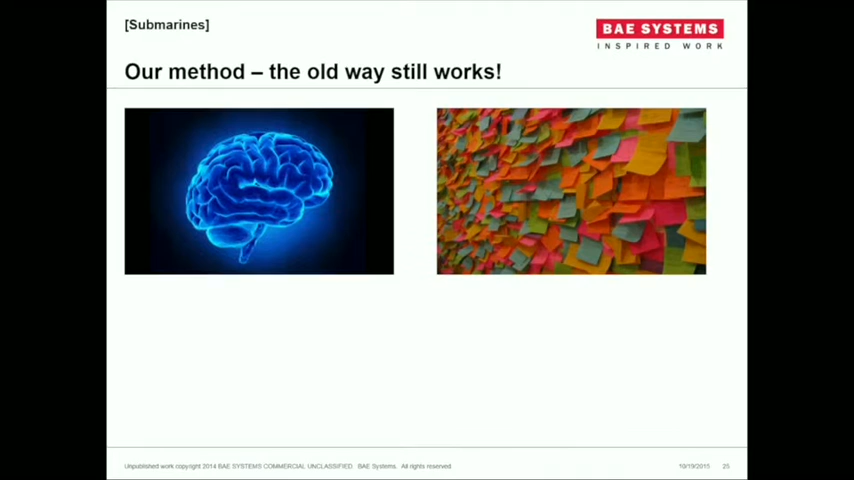 [Submarines]
BAE SYSTEMS
INSPIRED WORK
Our method – the old way still works!
Unpublished work copyright 2014 BAE SYSTEMS COMMERCIAL UNCLASSIFIED. BAE Systems. All rights reserved
10/19/2015 25